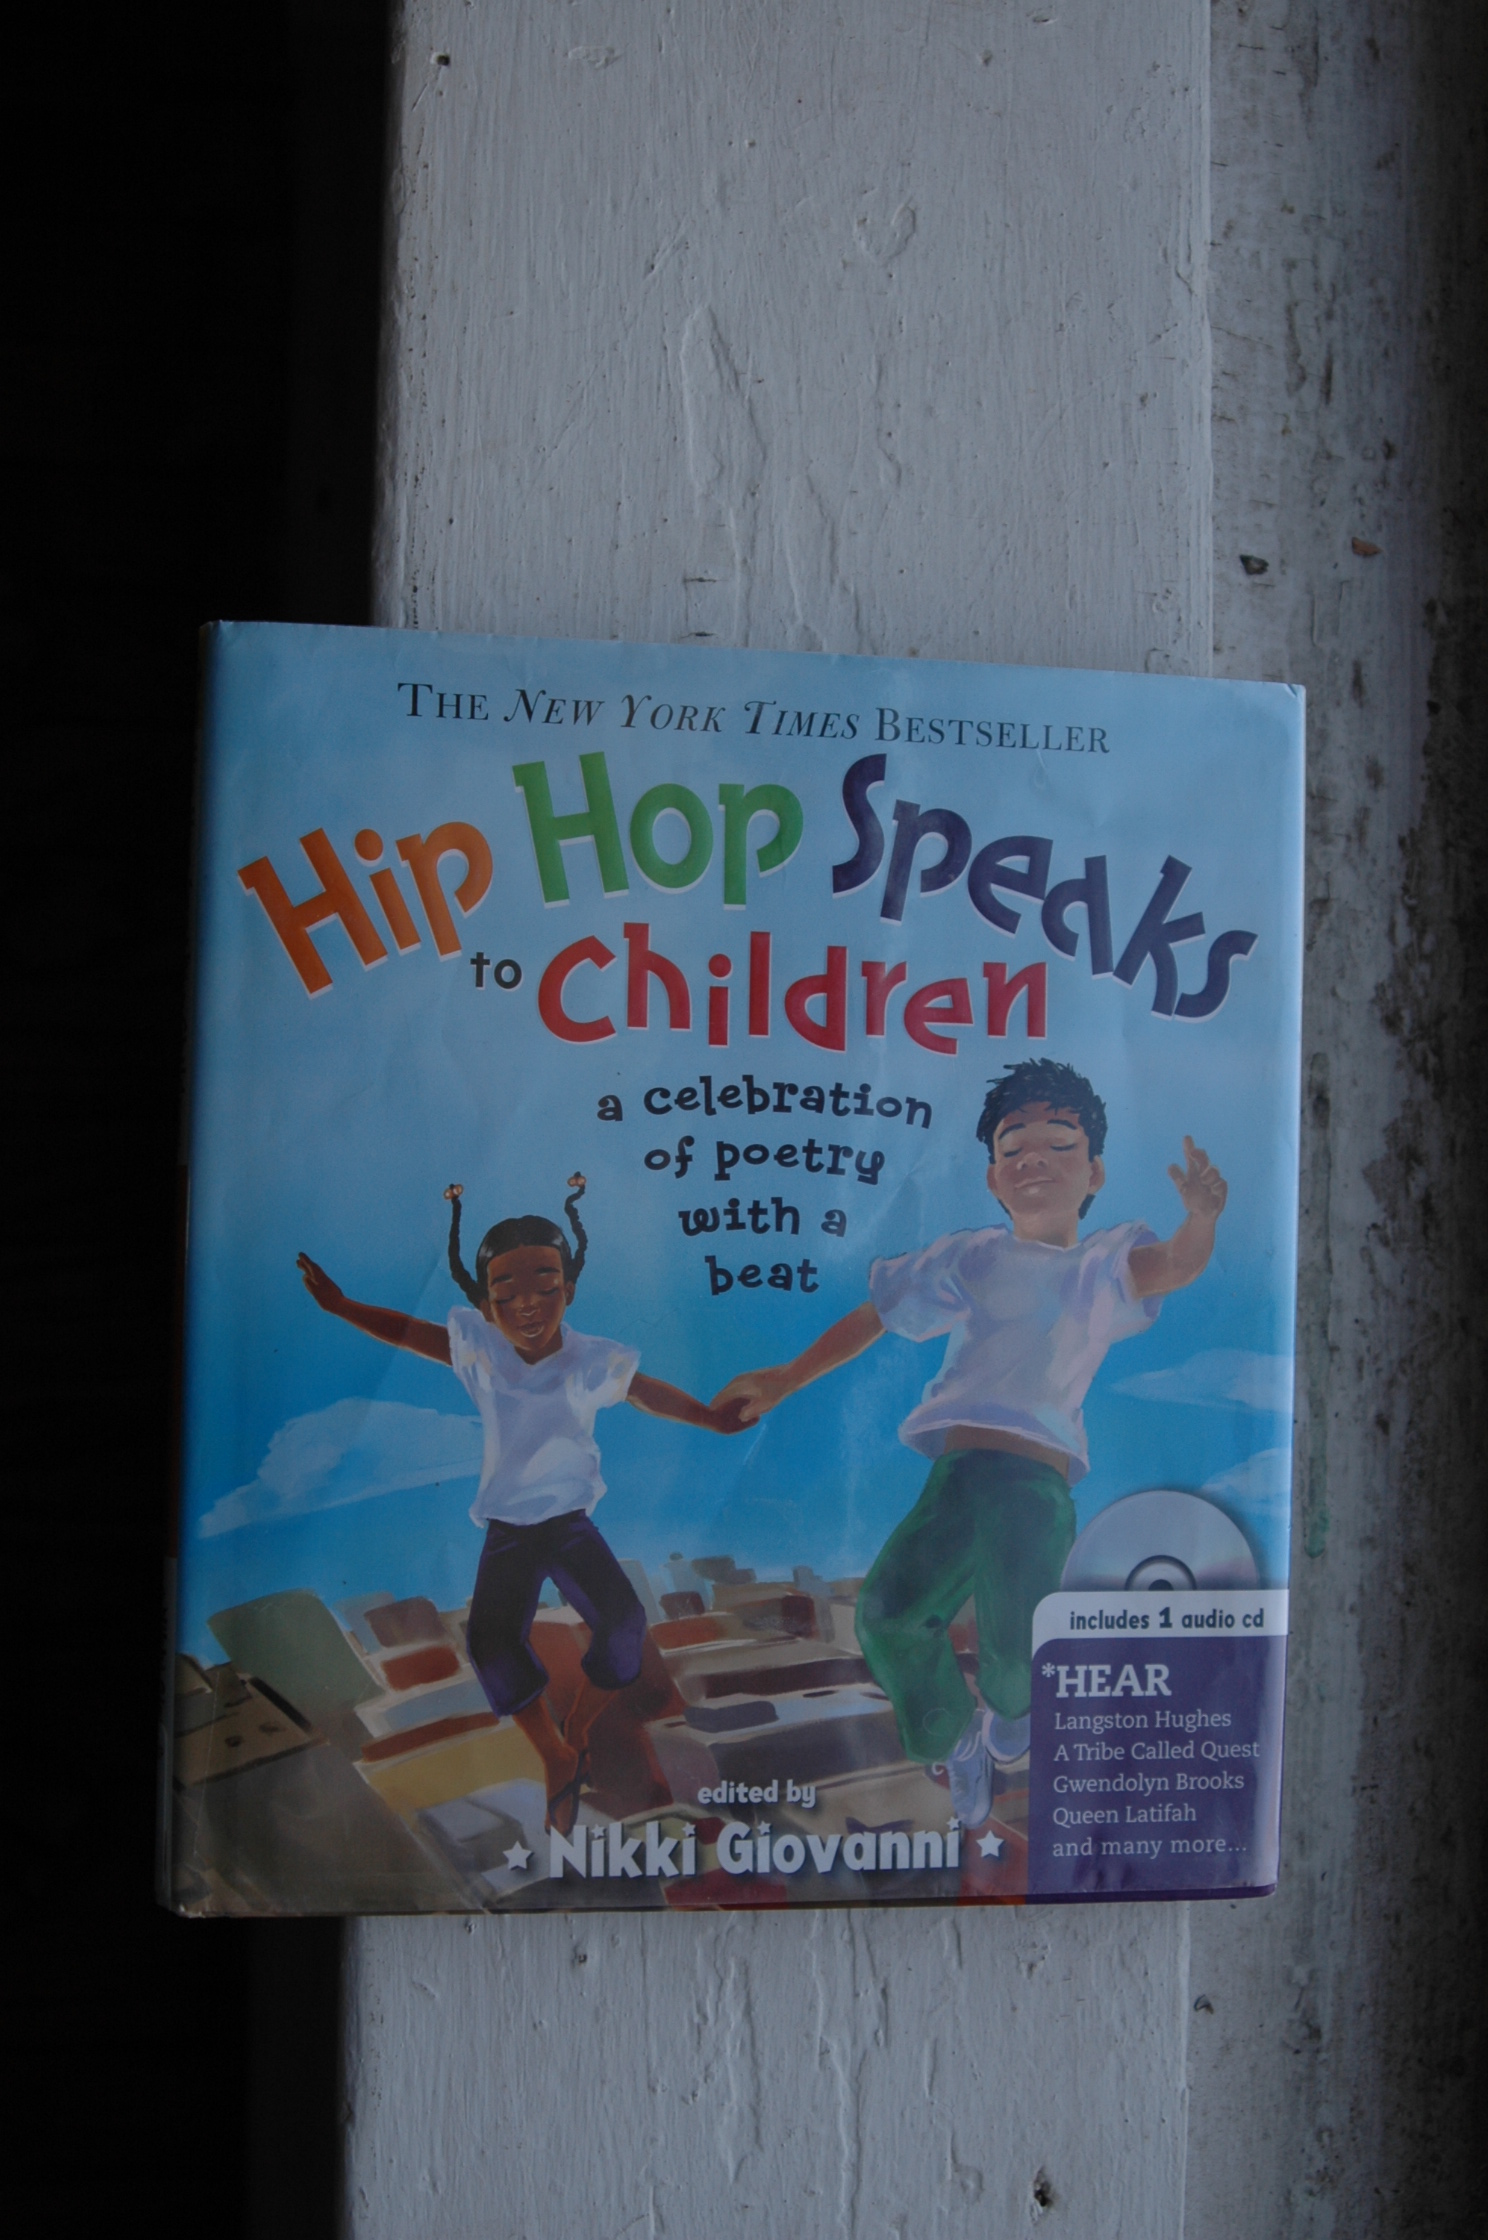 THE NEW YORK TIMES BESTSELLER
Hip Hop Speaks
to Children
a celebration
of poetry
with a
beat
includes 1 audio cd
*HEAR
Langston Hughes
A Tribe Called Quest
Gwendolyn Brooks
Queen Latifah
and many more...
edited by
Nikki Giovanni